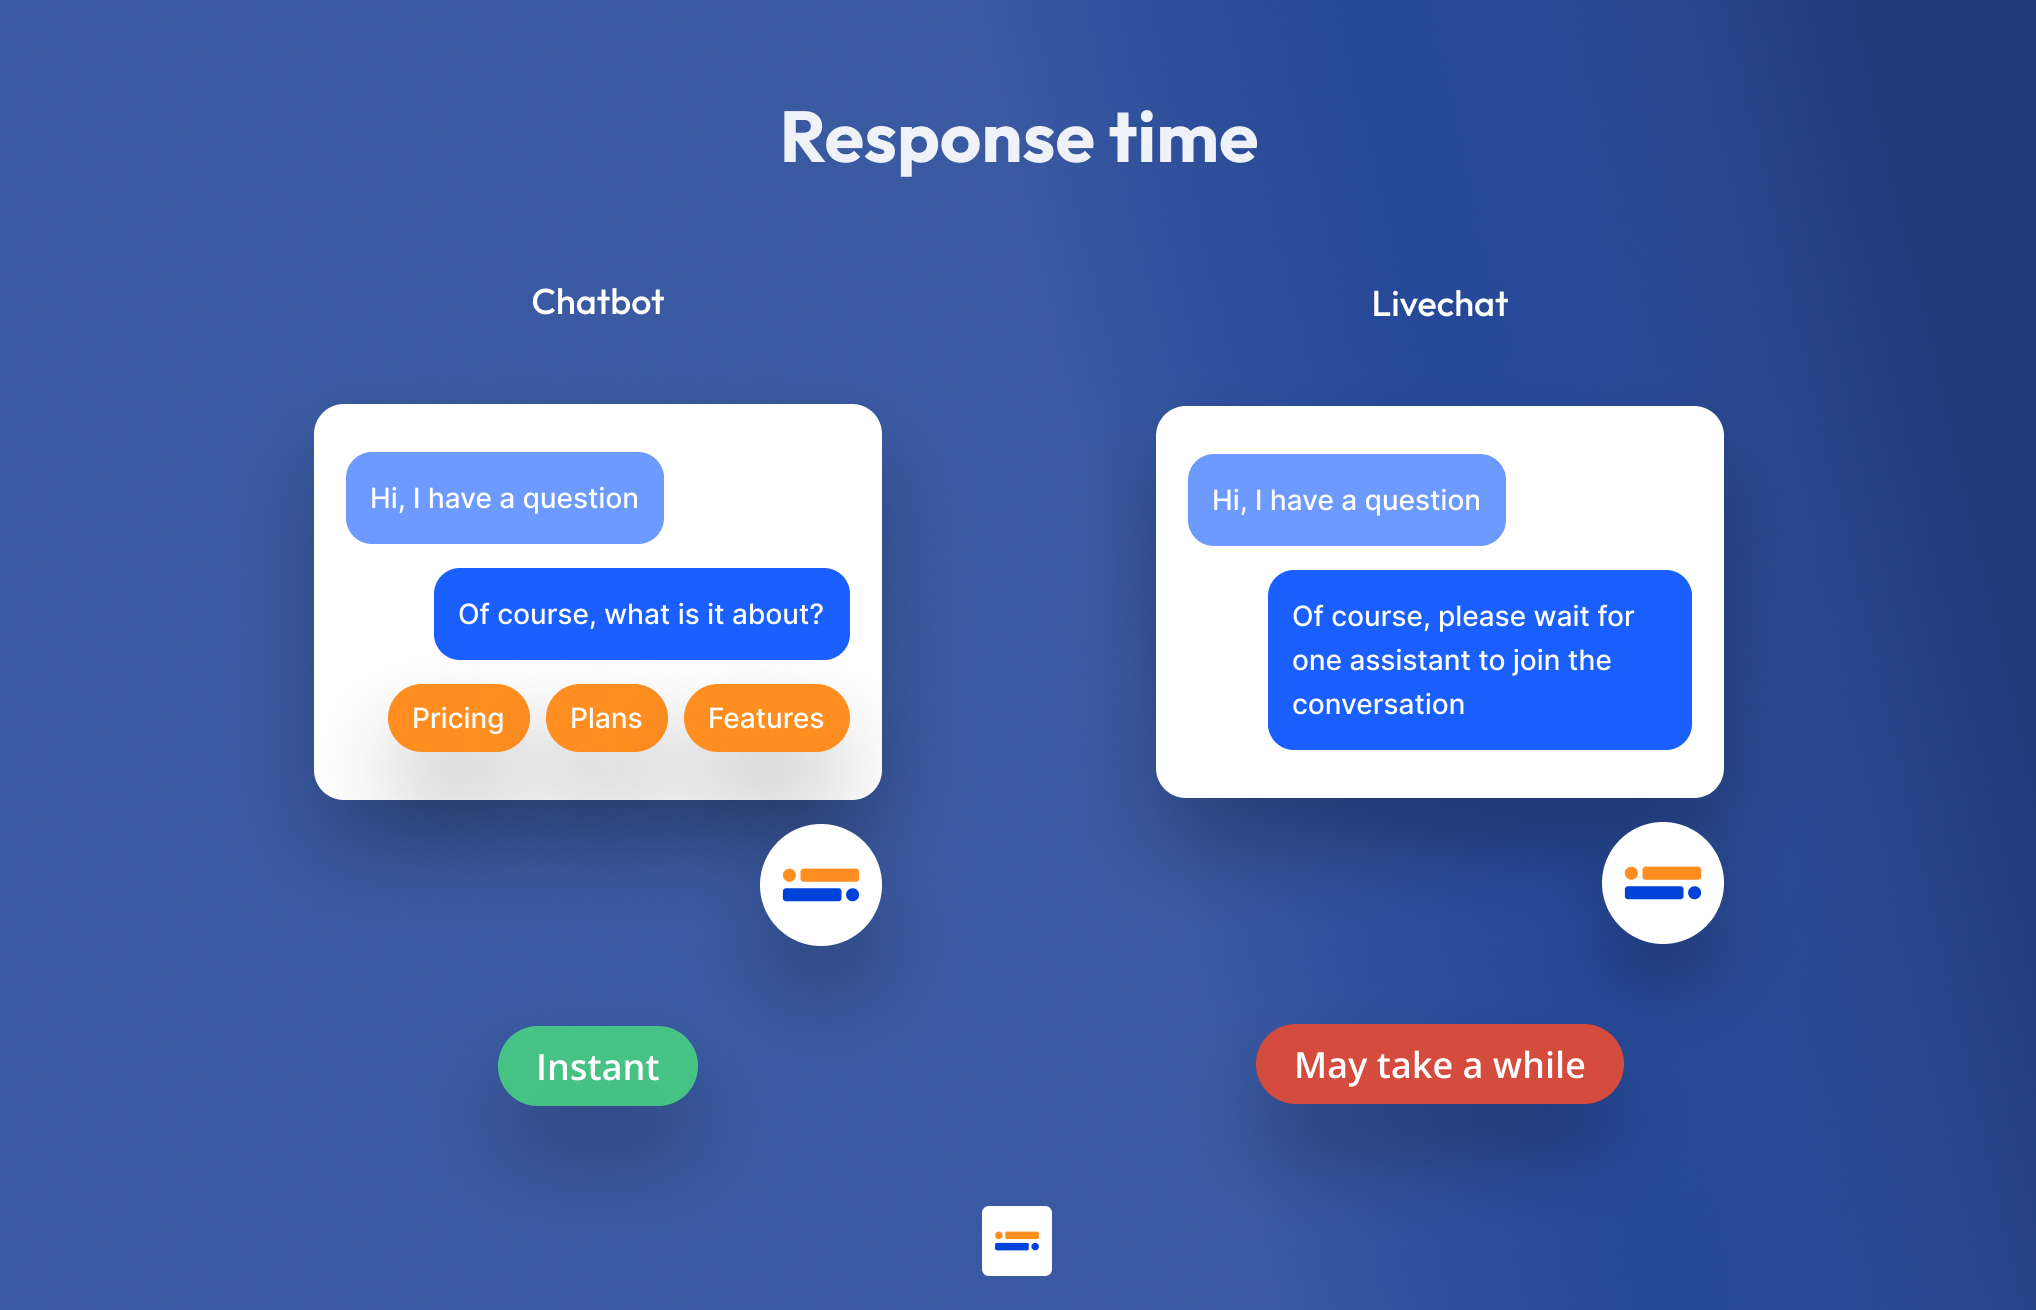 Response time
Chatbot
Hi, I have a question
Of course, what is it about?
Pricing
Plans
Features
Instant
Livechat
Hi, I have a question
Of course, please wait for
one assistant to join the
conversation
May take a while